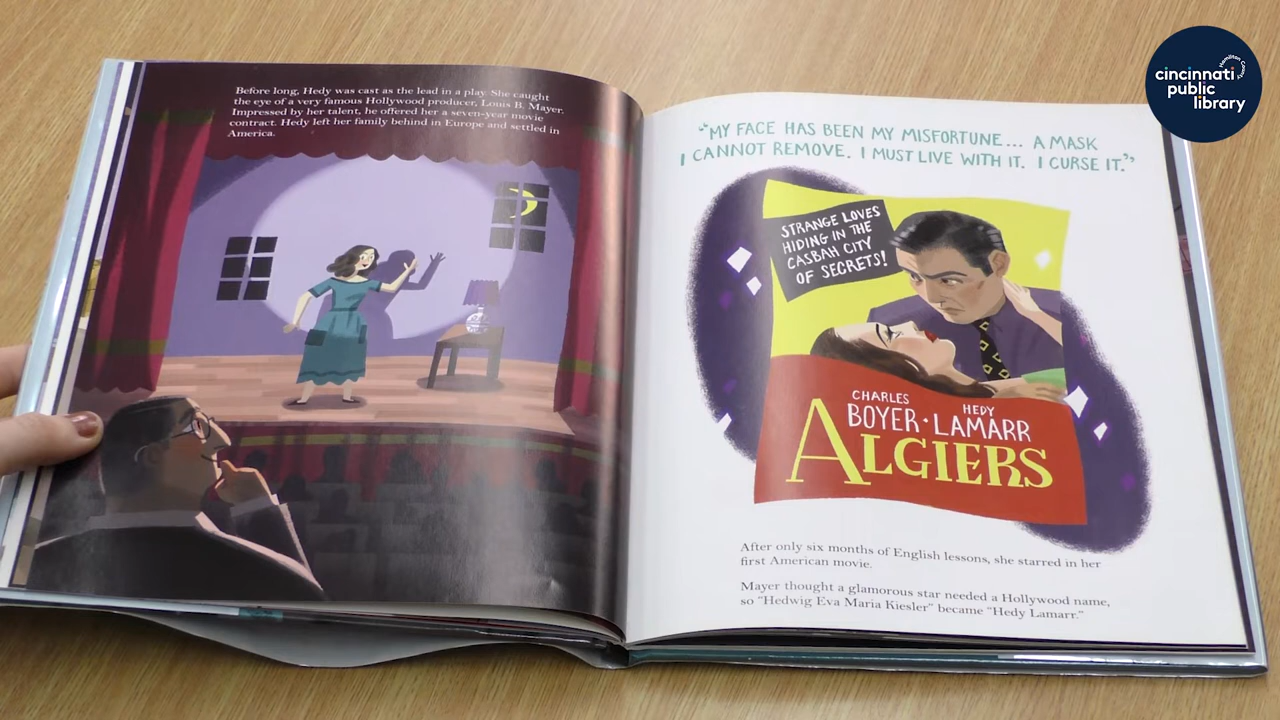 Before long, Hedy was cast as the lead in a play. She caught
the eye of a very famous Hollywood producer, Louis B. Mayer.
Impressed by her talent, he offered her a seven-year movie
contract. Hedy left her family behind in Europe and settled in
America.
“MY FACE HAS BEEN MY MISFORTUNE... A MASK
I CANNOT REMOVE. I MUST LIVE WITH IT. I CURSE IT.”
STRANGE LOVES
HIDING IN THE
CASBAH CITY
OF SECRETS!
CHARLES HEDY
BOYER · LAMARR
ALGIERS
After only six months of English lessons, she starred in her
first American movie.
Mayer thought a glamorous star needed a Hollywood name,
so “Hedwig Eva Maria Kiesler” became “Hedy Lamarr.”
cincinnati
public
library
Hamilton County